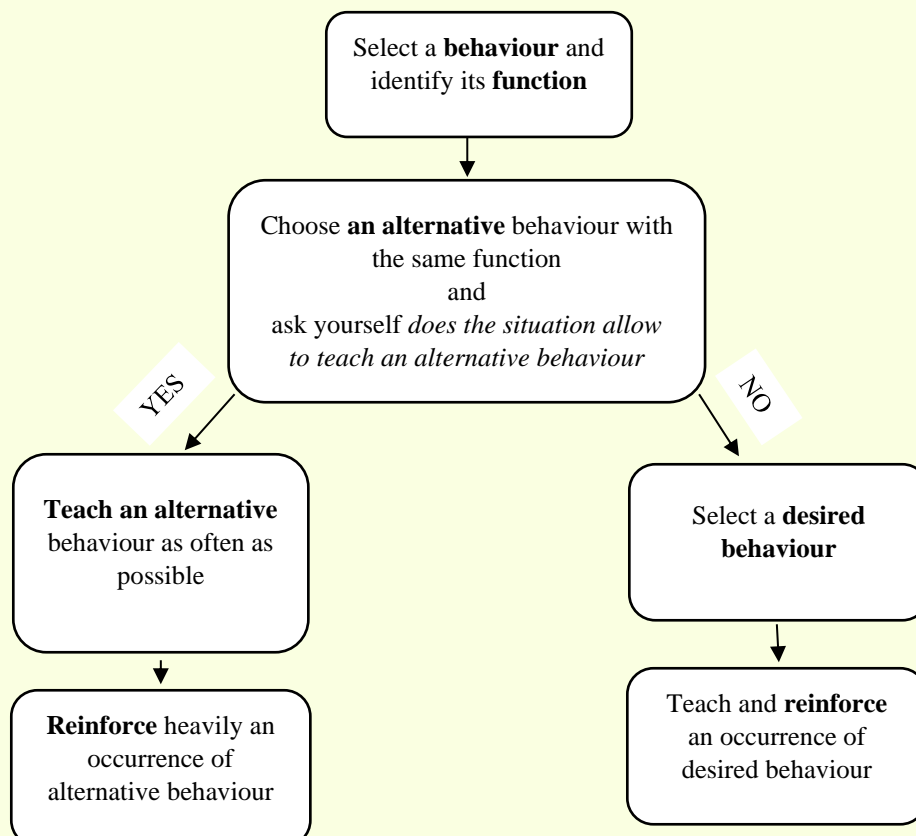 Select a behaviour and
identify its function
Choose an alternative behaviour with
the same function
and
ask yourself does the situation allow
to teach an alternative behaviour
YES
NO
Teach an alternative
behaviour as often as
possible
Select a desired
behaviour
Reinforce heavily an
occurrence of
alternative behaviour
Teach and reinforce
an occurrence of
desired behaviour